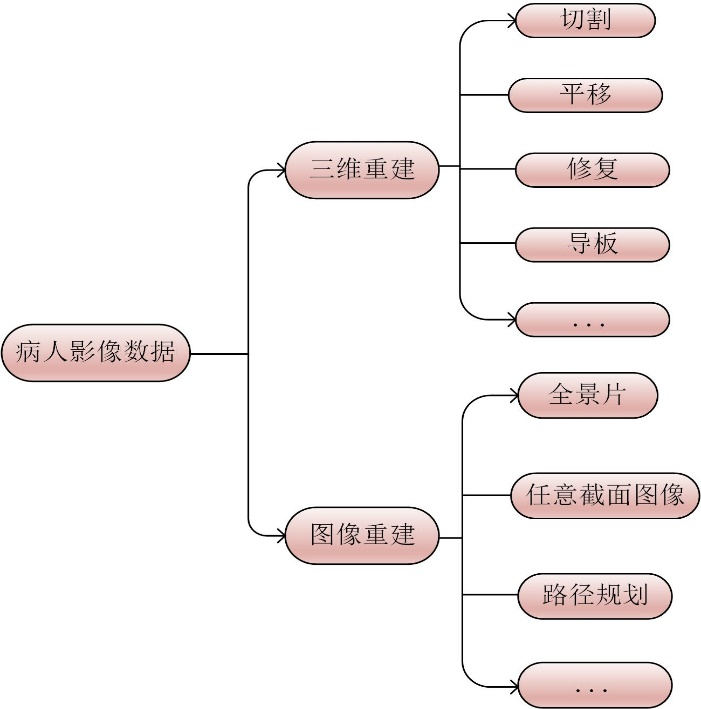 病人影像数据
三维重建
切割
平移
修复
导板
...
图像重建
全景片
任意截面图像
路径规划
...